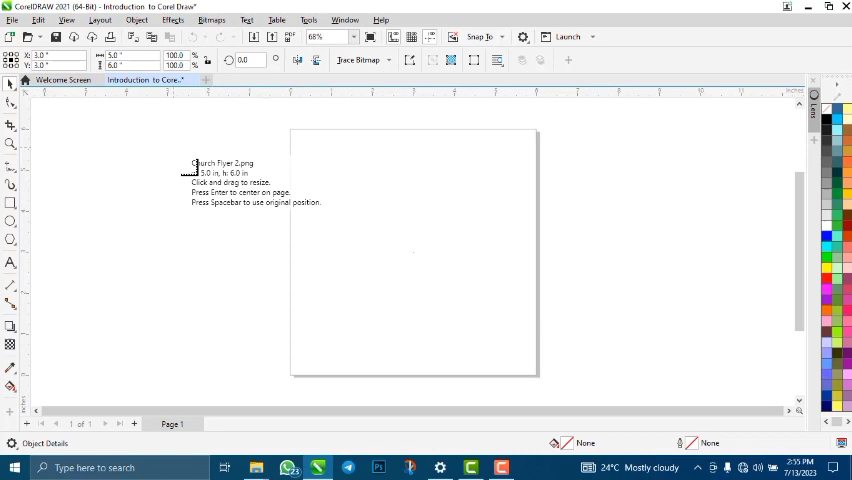 CorelDRAW 2021 (64-Bit) - Introduction to Corel Draw*
File Edit View Layout Object Effects Bitmaps Text Table Tools Window Help
68% Snap To Launch
X: 3.0 " 5.0 " 100.0 % 0.0 ° Trace Bitmap
Y: 3.0 " 6.0 " 100.0 %
Welcome Screen Introduction to Core..*
inches
Church Flyer 2.png
5.0 in, h: 6.0 in
Click and drag to resize.
Press Enter to center on page.
Press Spacebar to use original position.
Lens
inches
1 of 1 Page 1
Object Details None None
Type here to search 23 24°C Mostly cloudy 2:55 PM
7/13/2023